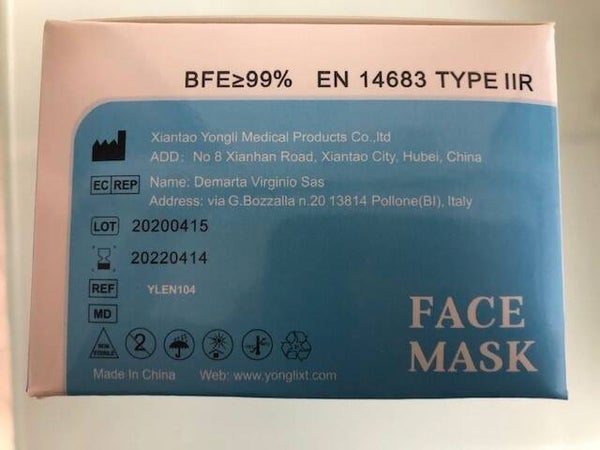 BFE≥99% EN 14683 TYPE IIR
Xiantao Yongli Medical Products Co.,ltd
ADD: No 8 Xianhan Road, Xiantao City, Hubei, China
EC REP Name: Demarta Virginio Sas
Address: via G.Bozzalla n.20 13814 Pollone(BI), Italy
LOT 20200415
20220414
REF YLEN104
MD
NON STERILE 2
Made In China Web: www.yonglixt.com
FACE
MASK